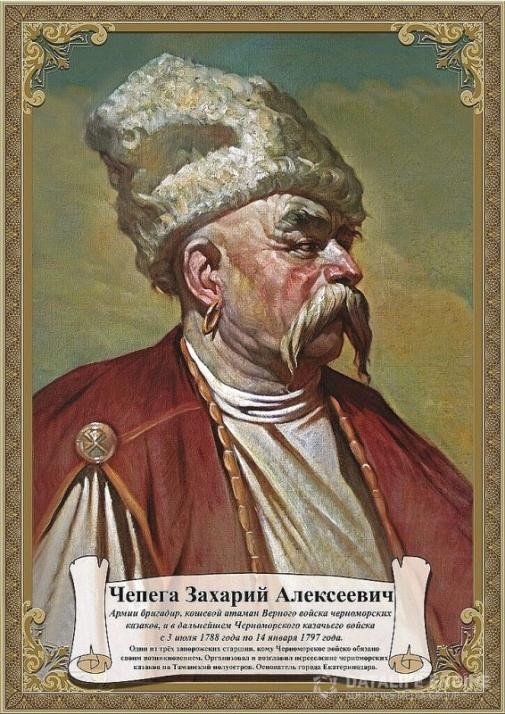 Чепега Захарий Алексеевич
Армии бригадир, кошевой атаман Верного войска черноморских
казаков, а в дальнейшем Черноморского казачьего войска
с 3 июля 1788 года по 14 января 1797 года.
Один из трёх запорожских старшин, кому Черноморское войско обязано
своим возникновением. Организовал и возглавил переселение черноморских
казаков на Таманский полуостров. Основатель города Екатеринодара.
DATALIFE ENGINE